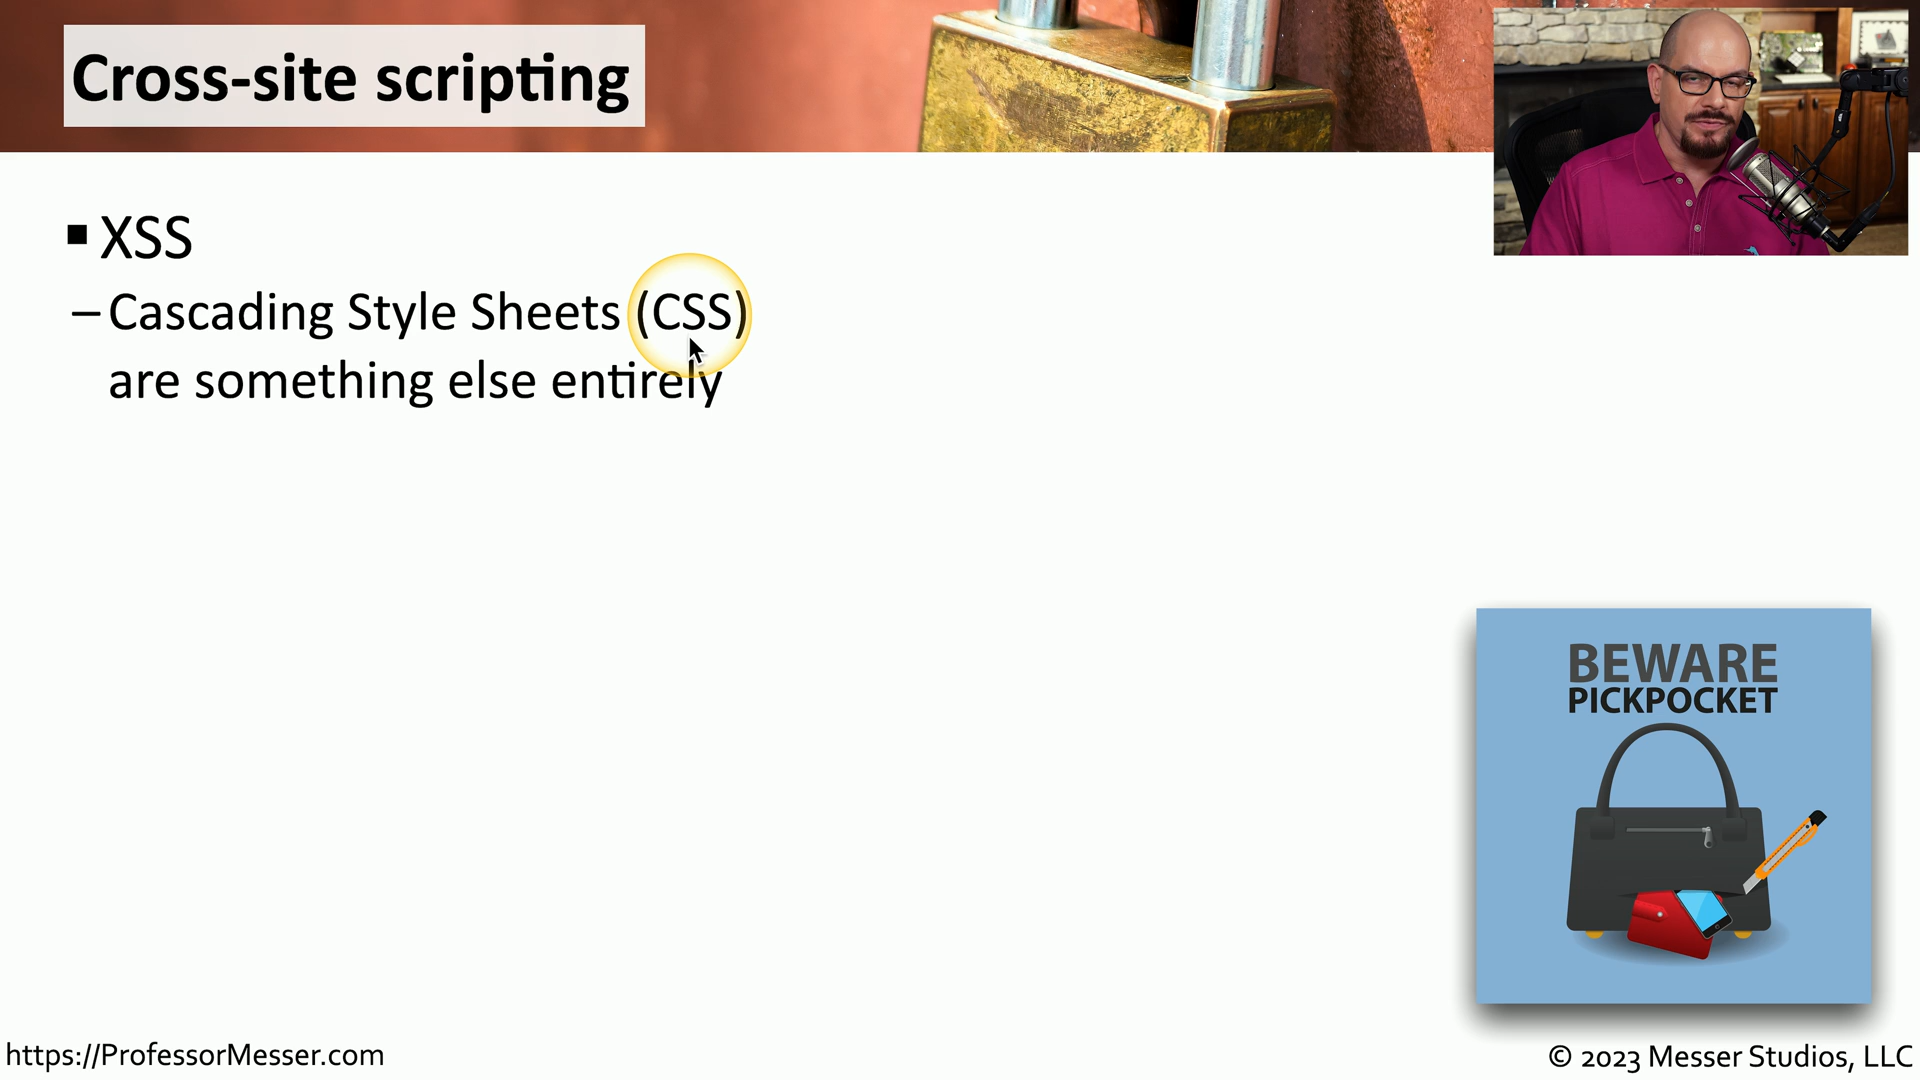 Cross-site scripting
▪ XSS
– Cascading Style Sheets (CSS)
are something else entirely
BEWARE
PICKPOCKET
https://ProfessorMesser.com
© 2023 Messer Studios, LLC